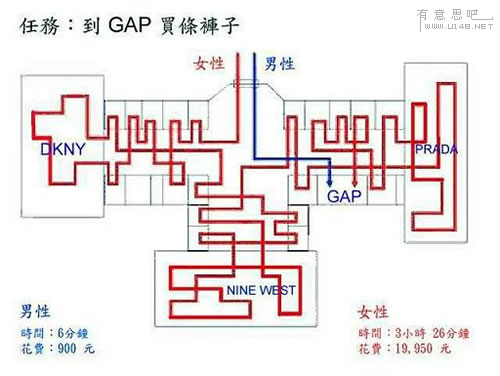 有意思吧
WWW.U148.NET
任務：到 GAP 買條褲子
女性 男性
DKNY
PRADA
GAP
NINE WEST
男性
時間：6分鐘
花費：900 元
女性
時間：3小時 26分鐘
花費：19,950 元